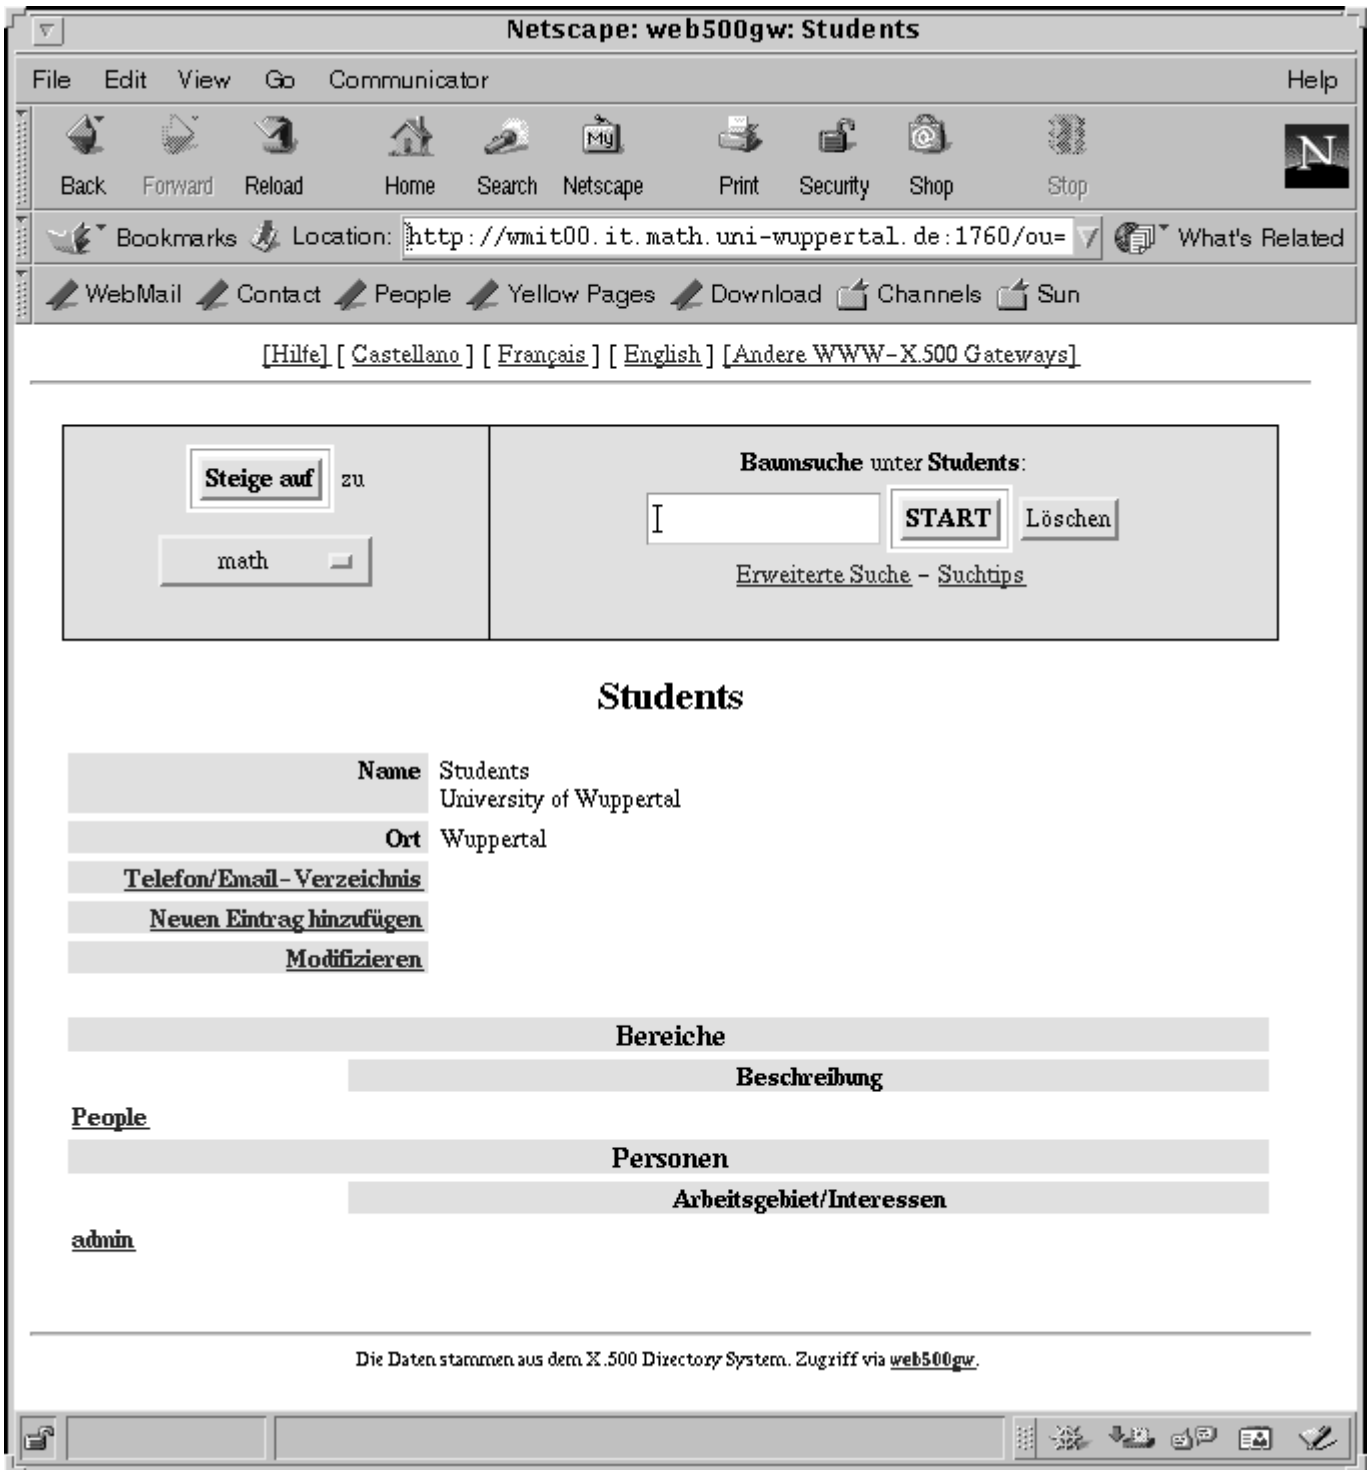 Netscape: web500gw: Students
File Edit View Go Communicator Help
My N
Back Forward Reload Home Search Netscape Print Security Shop Stop
Bookmarks Location: http://wmit00.it.math.uni-wuppertal.de:1760/ou= What's Related
WebMail Contact People Yellow Pages Download Channels Sun
[Hilfe] [ Castellano ] [ Français ] [ English ] [Andere WWW-X.500 Gateways]
Steige auf zu
math
Baumsuche unter Students:
START Löschen
Erweiterte Suche - Suchtips
Students
Name Students
University of Wuppertal
Ort Wuppertal
Telefon/Email-Verzeichnis
Neuen Eintrag hinzufügen
Modifizieren
Bereiche
Beschreibung
People
Personen
Arbeitsgebiet/Interessen
admin
Die Daten stammen aus dem X.500 Directory System. Zugriff via web500gw.